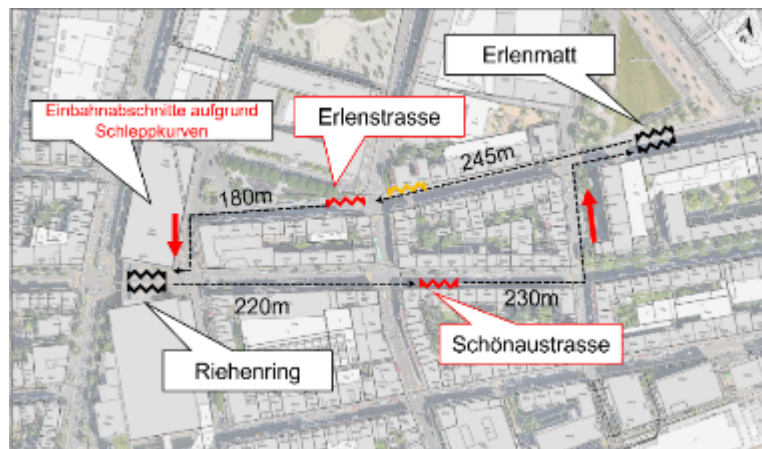 Erlenmatt
Einbahnabschnitte aufgrund
Schleppkurven
Erlenstrasse
245m
180m
220m
230m
Schönaustrasse
Riehenring